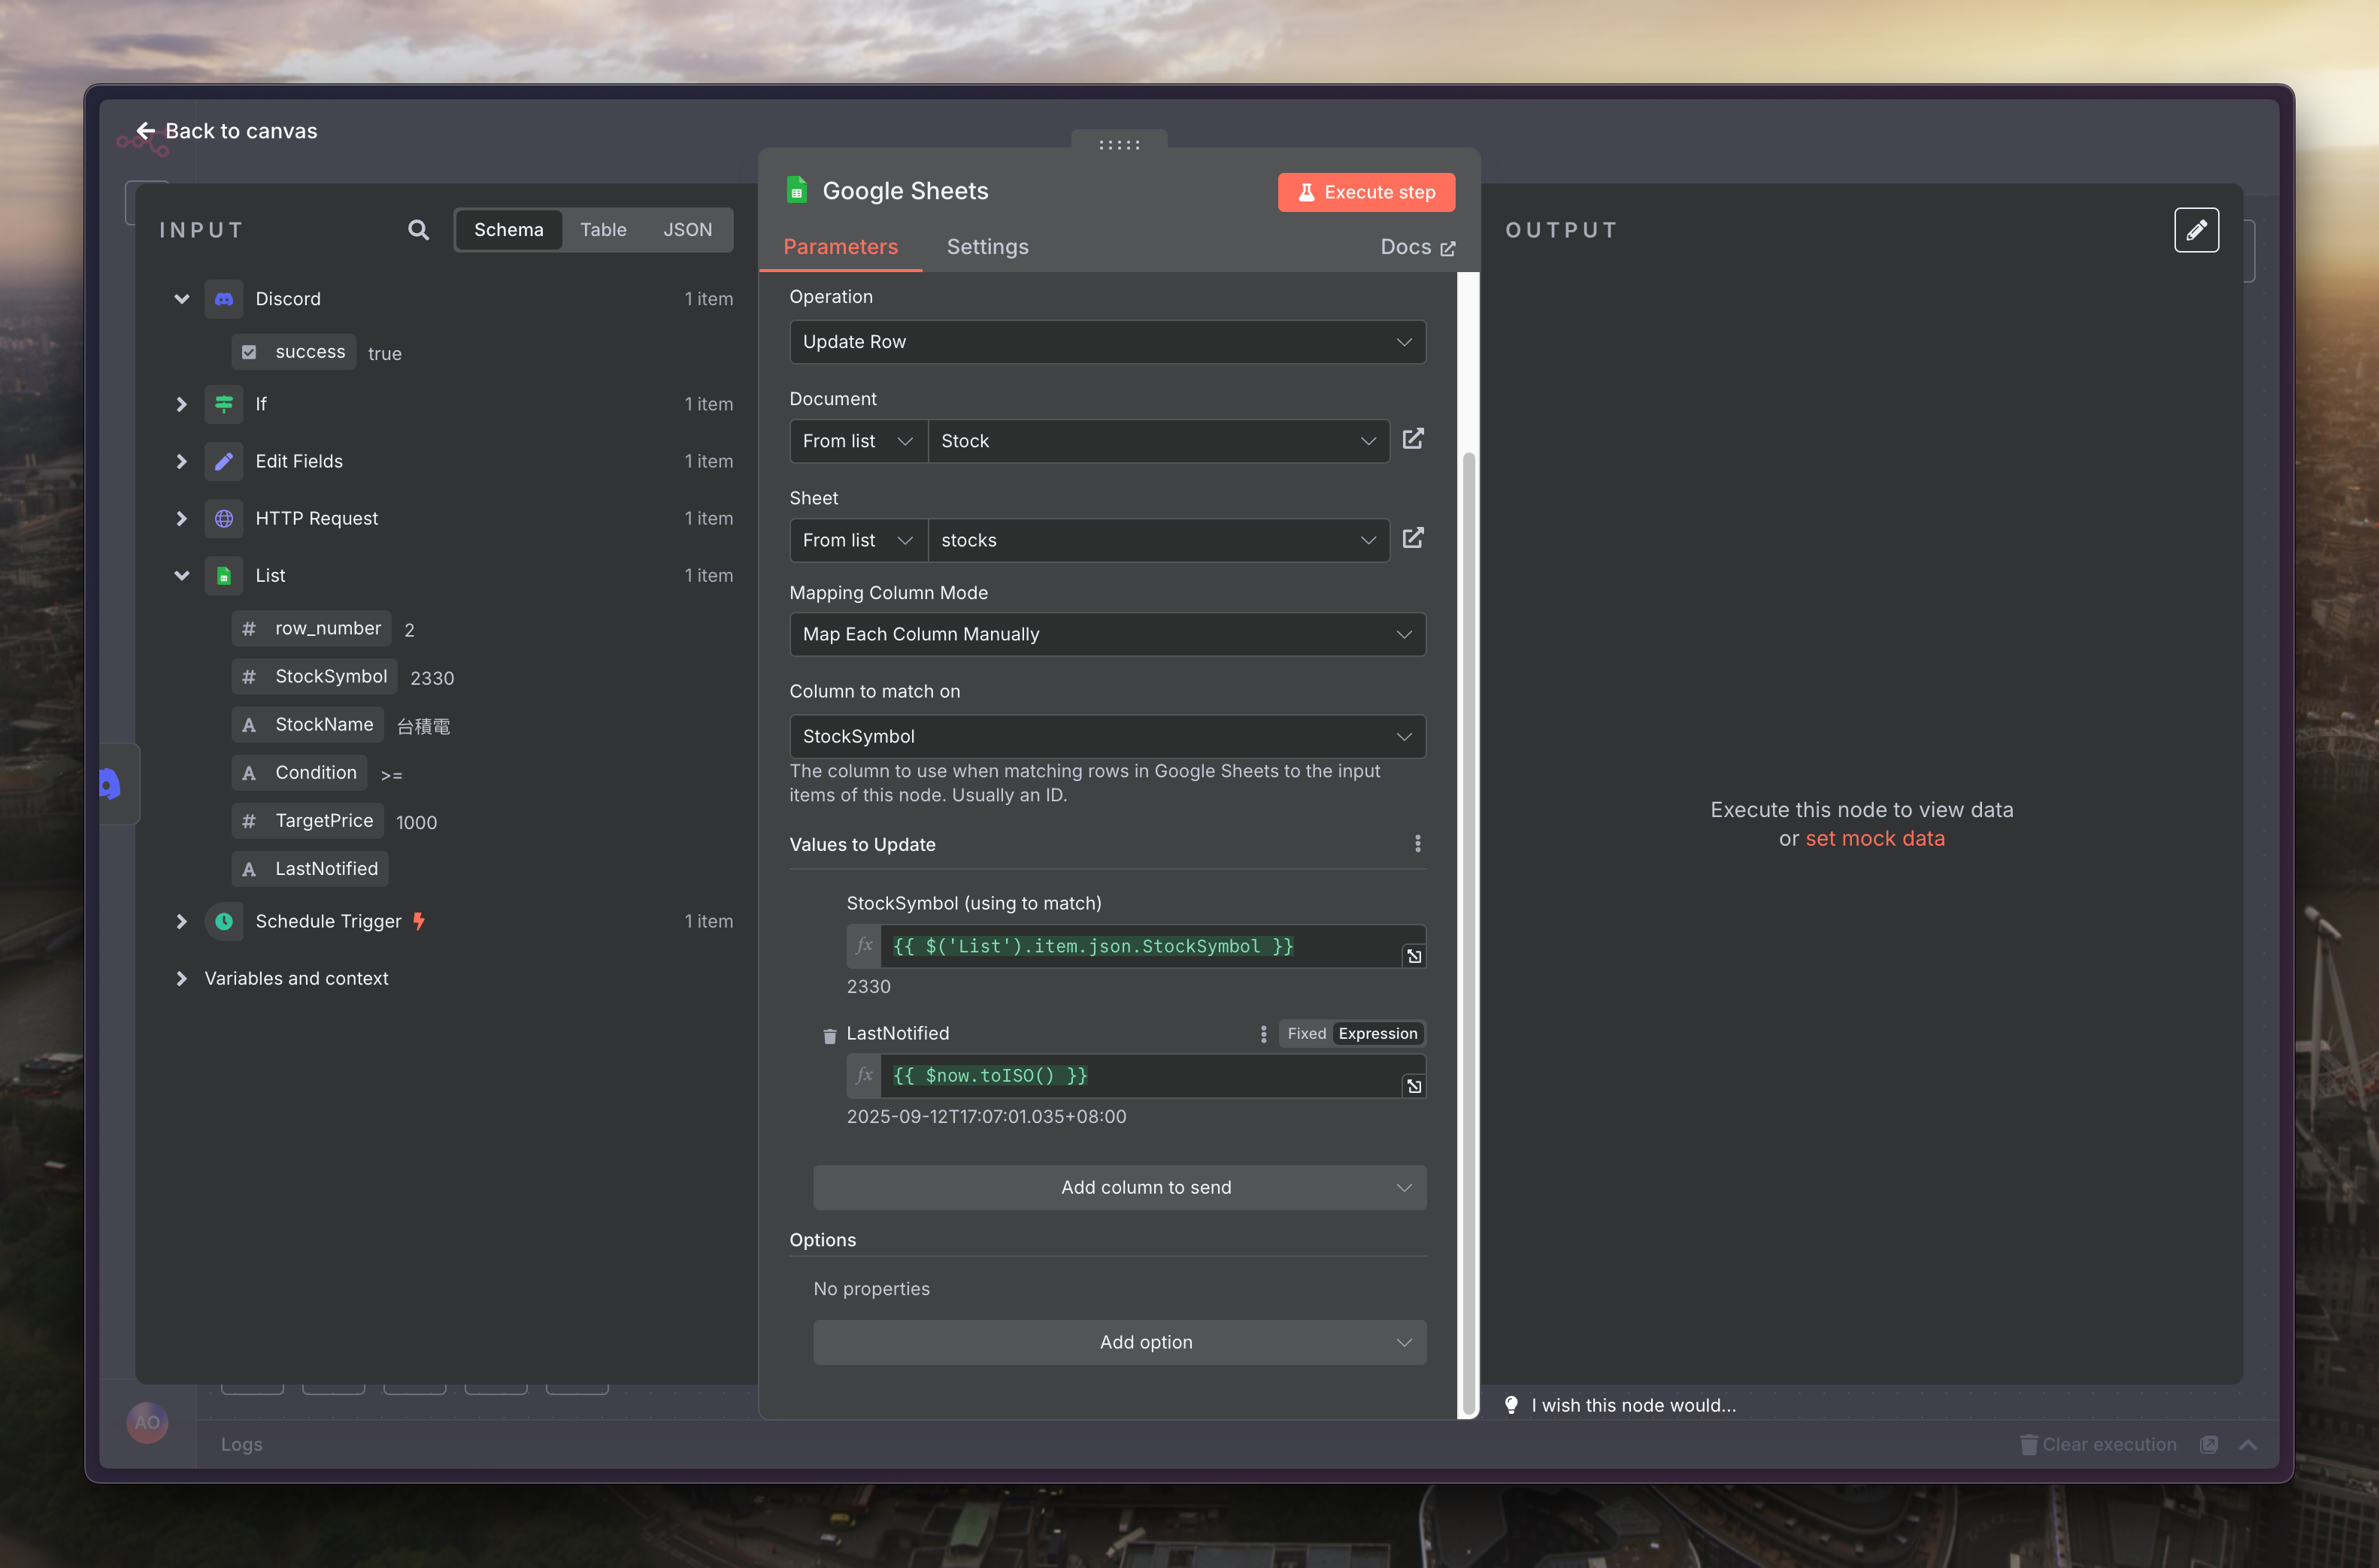 Back to canvas
INPUT
Schema
Table
JSON
Discord
1 item
success
true
If
1 item
Edit Fields
1 item
HTTP Request
1 item
List
1 item
# row_number
2
# StockSymbol
2330
A StockName
台積電
A Condition
>=
# TargetPrice
1000
A LastNotified
Schedule Trigger
1 item
Variables and context
Google Sheets
Execute step
Parameters
Settings
Docs
Operation
Update Row
Document
From list
Stock
Sheet
From list
stocks
Mapping Column Mode
Map Each Column Manually
Column to match on
StockSymbol
The column to use when matching rows in Google Sheets to the input
items of this node. Usually an ID.
Values to Update
StockSymbol (using to match)
fx {{ $('List').item.json.StockSymbol }}
2330
LastNotified
Fixed
Expression
fx {{ $now.toISO() }}
2025-09-12T17:07:01.035+08:00
Add column to send
Options
No properties
Add option
OUTPUT
Execute this node to view data
or set mock data
I wish this node would...
AO
Logs
Clear execution